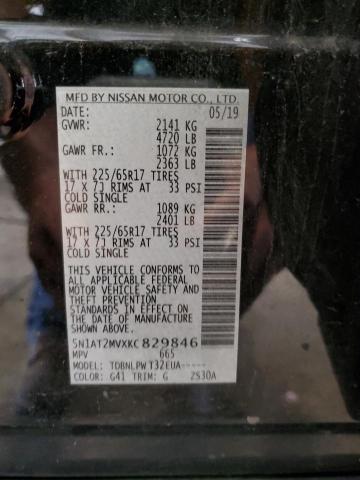 MFD BY NISSAN MOTOR CO., LTD.
DATE: 05/19
GVWR: 2141 KG
4720 LB
GAWR FR.: 1072 KG
2363 LB
WITH 225/65R17 TIRES
17 X 7J RIMS AT 33 PSI
COLD SINGLE
GAWR RR.: 1089 KG
2401 LB
WITH 225/65R17 TIRES
17 X 7J RIMS AT 33 PSI
COLD SINGLE
THIS VEHICLE CONFORMS TO
ALL APPLICABLE FEDERAL
MOTOR VEHICLE SAFETY AND
THEFT PREVENTION
STANDARDS IN EFFECT ON
THE DATE OF MANUFACTURE
SHOWN ABOVE.
5N1AT2MVXKC829846
MPV 665
MODEL: TDBNLPW T32EUA--
COLOR: G41 TRIM: G 2S30A